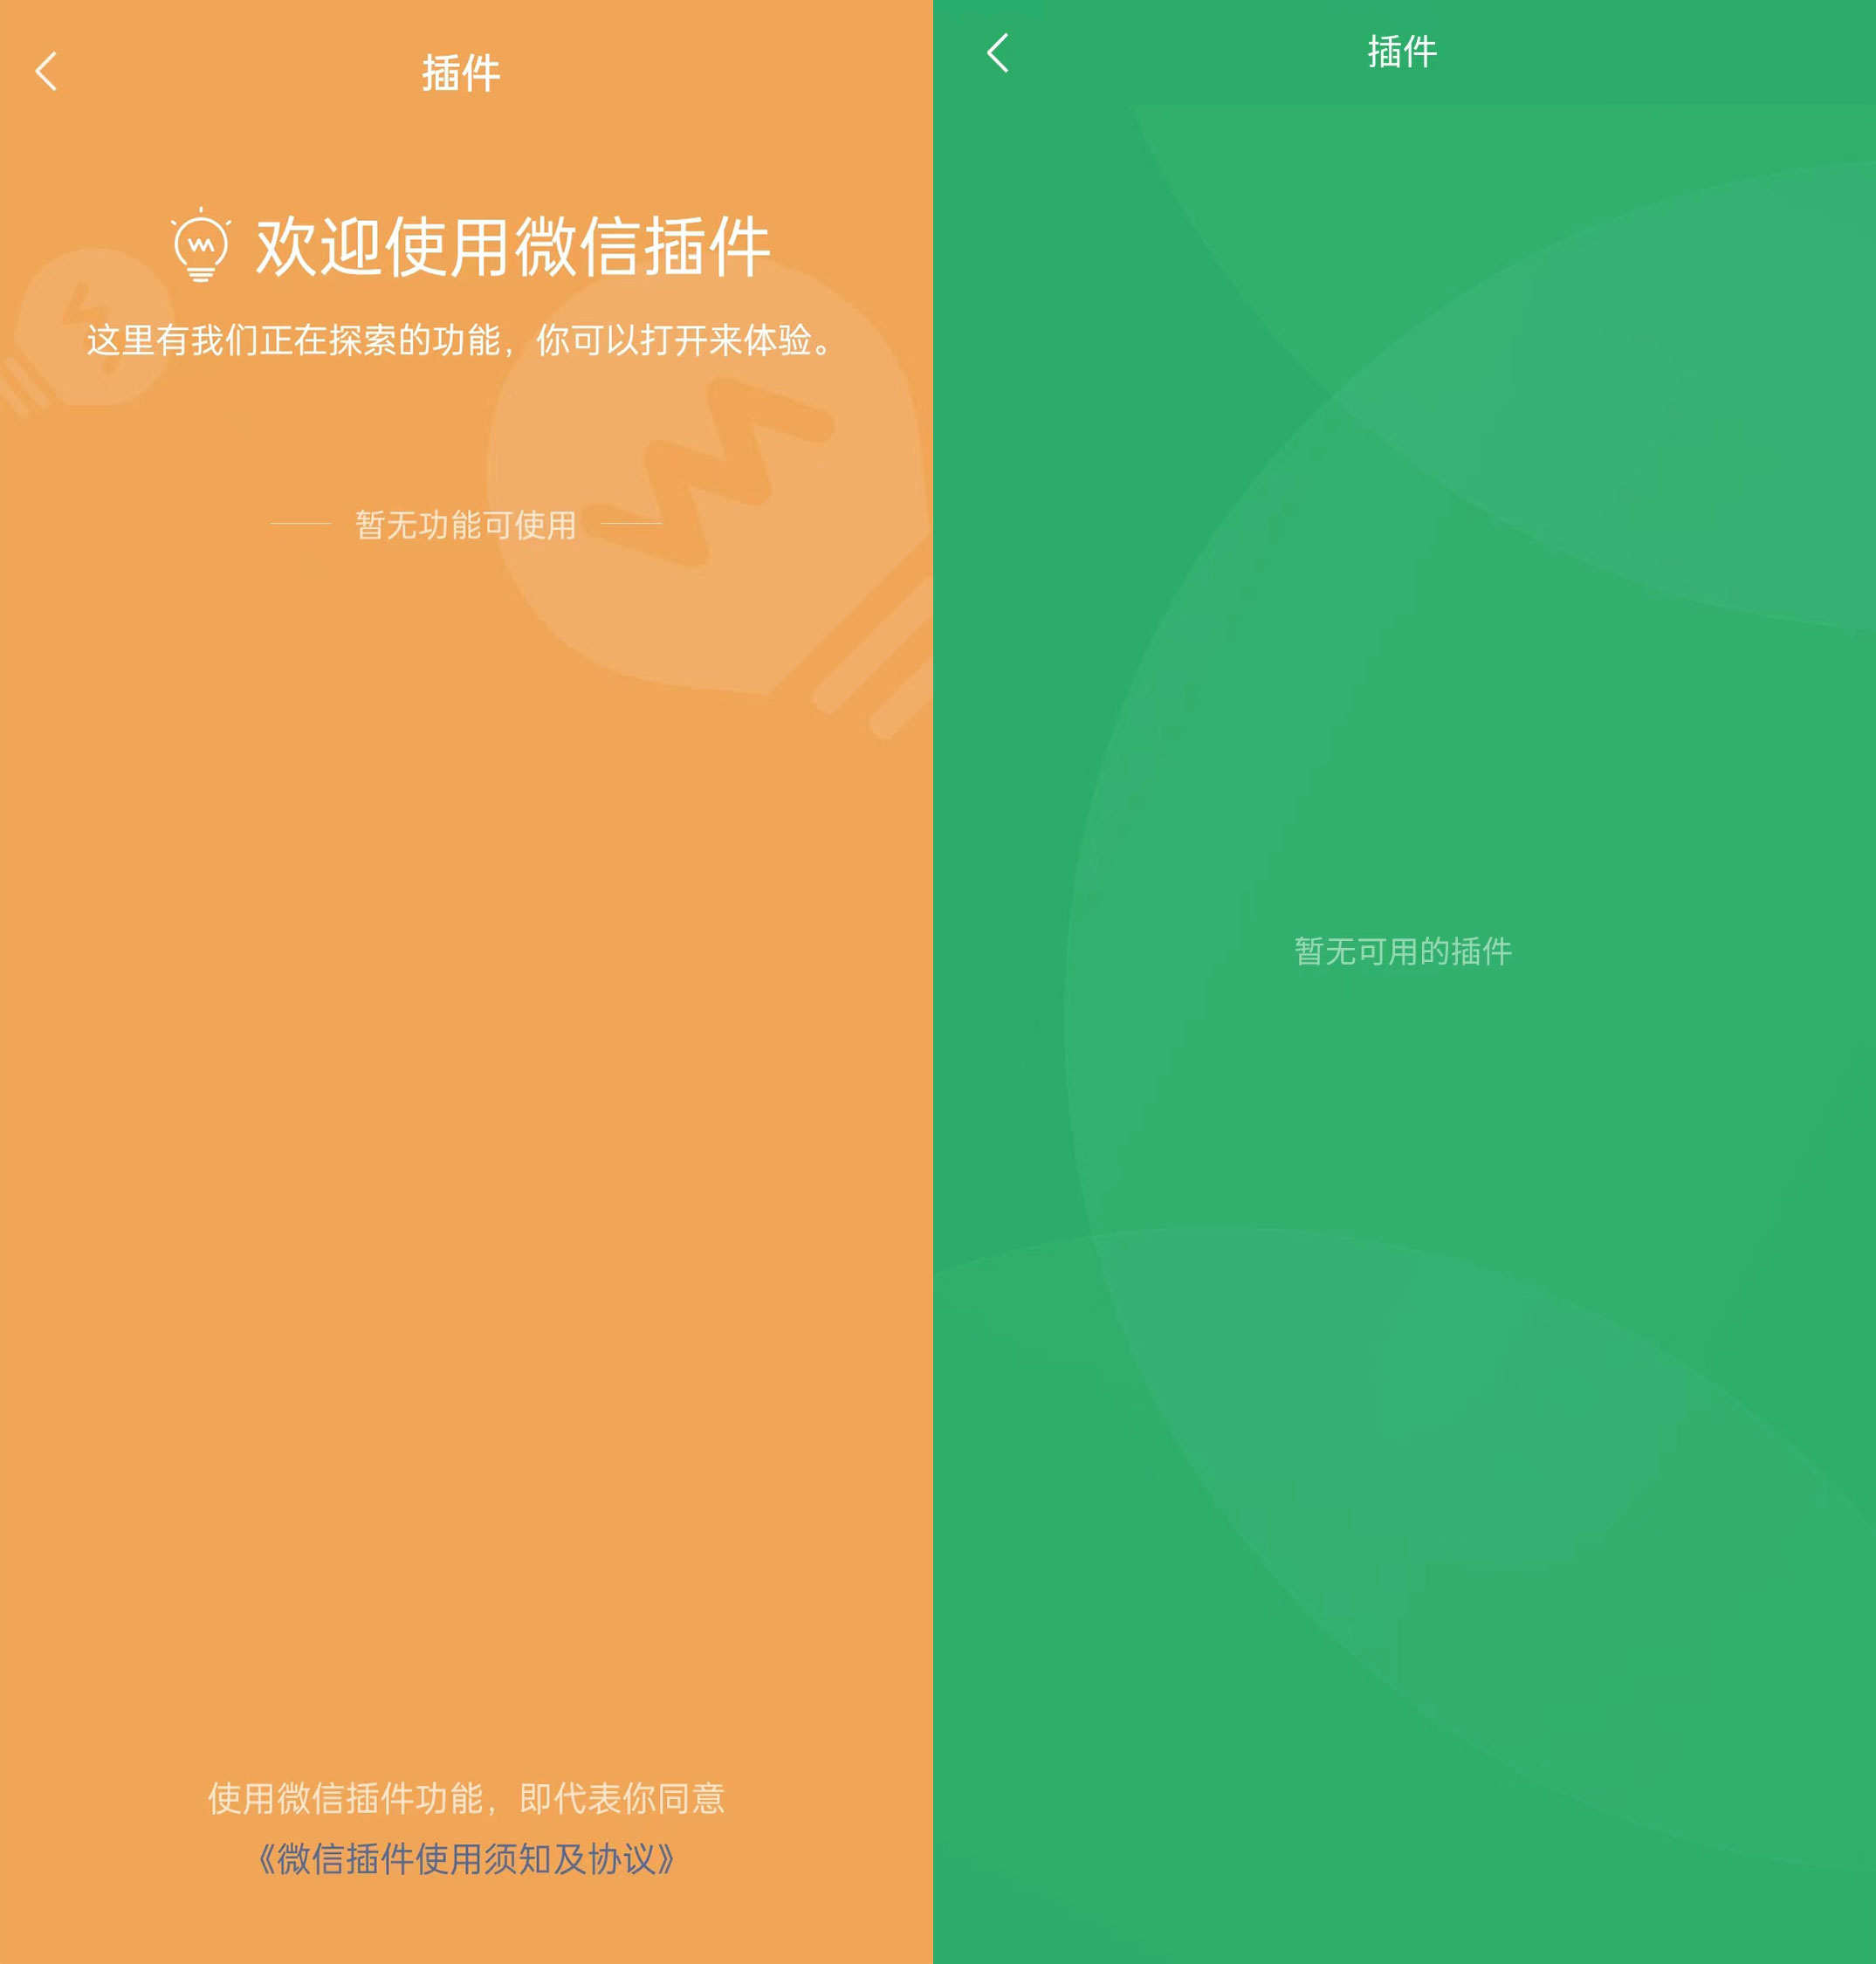 插件
欢迎使用微信插件
这里有我们正在探索的功能，你可以打开来体验。
暂无功能可使用
使用微信插件功能，即代表你同意
《微信插件使用须知及协议》
插件
暂无可用的插件